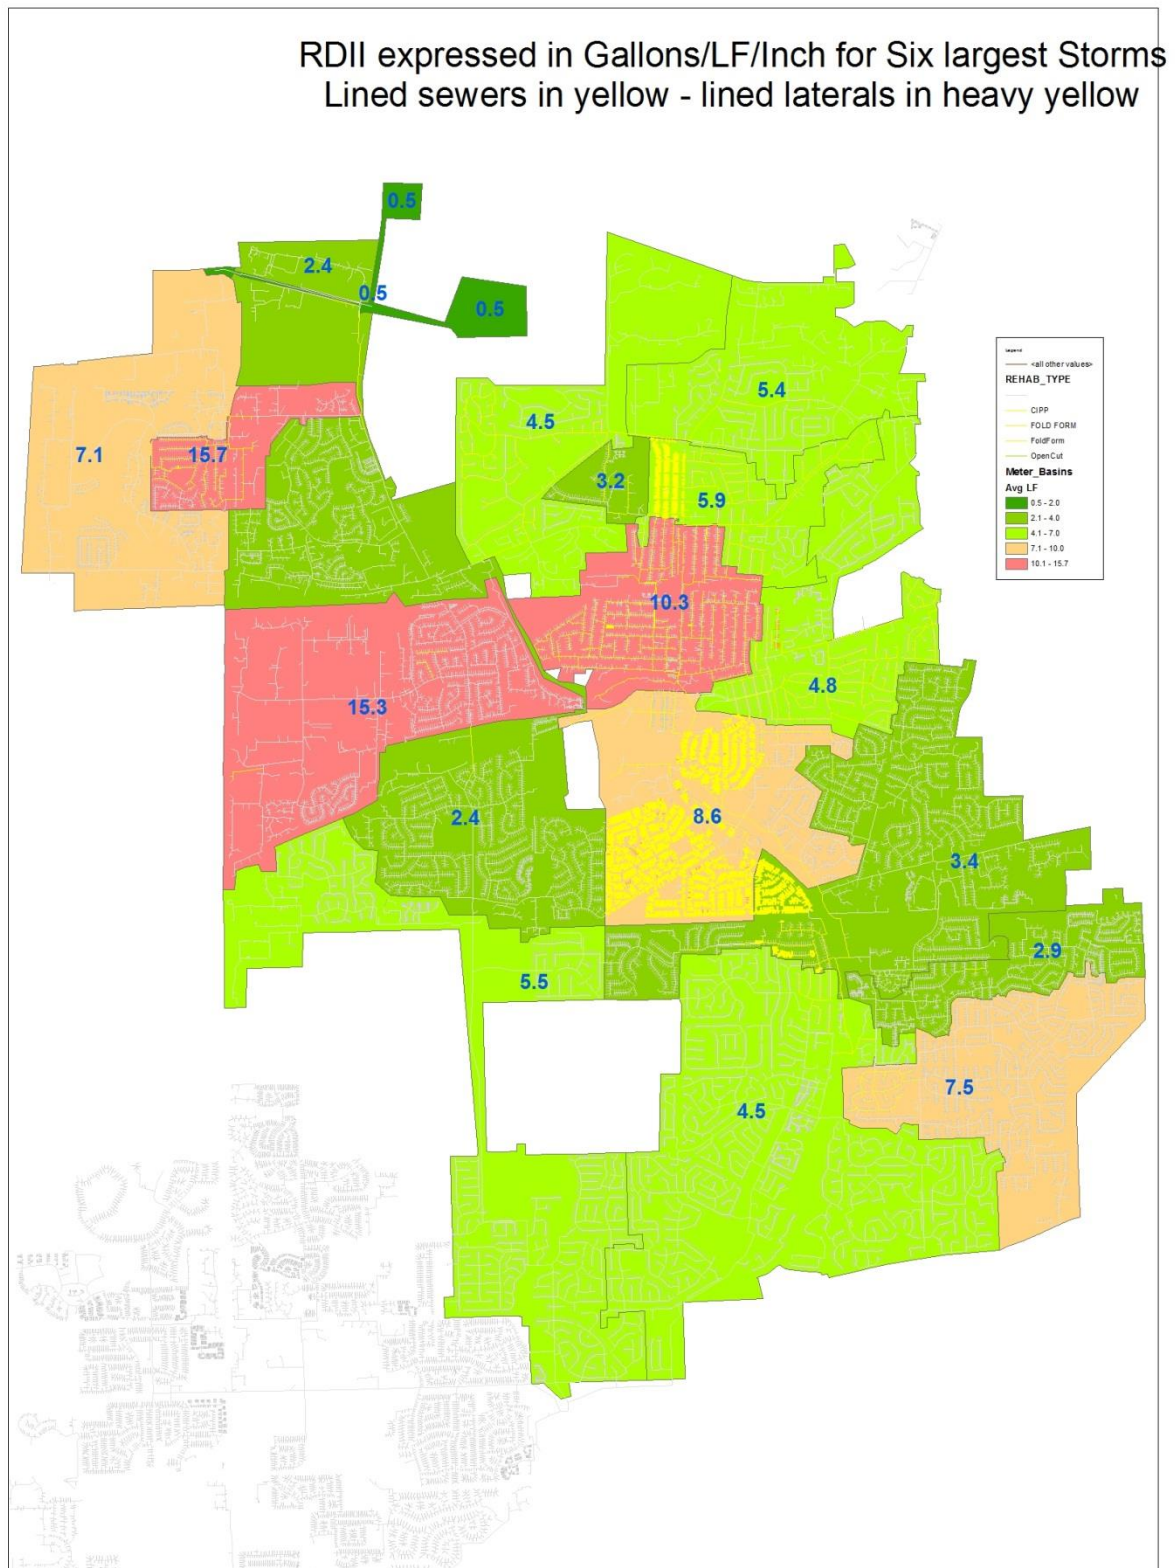 RDII expressed in Gallons/LF/Inch for Six largest Storms
Lined sewers in yellow - lined laterals in heavy yellow
0.5
2.4
0.5
0.5
5.4
4.5
7.1
15.7
3.2
5.9
10.3
4.8
15.3
2.4
8.6
3.4
2.9
5.5
7.5
4.5
Legend
<all other values>
REHAB_TYPE
CIPP
FOLD FORM
FoldForm
OpenCut
Meter_Basins
Avg LF
0.5 - 2.0
2.1 - 4.0
4.1 - 7.0
7.1 - 10.0
10.1 - 15.7